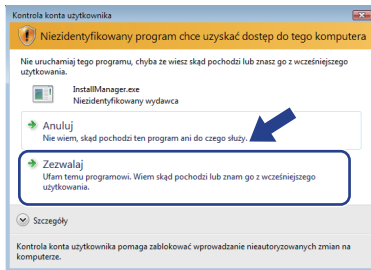 Kontrola konta użytkownika
Niezidentyfikowany program chce uzyskać dostęp do tego komputera
Nie uruchamiaj tego programu, chyba że wiesz skąd pochodzi lub znasz go z wcześniejszego
użytkowania.
InstallManager.exe
Niezidentyfikowany wydawca
Anuluj
Nie wiem, skąd pochodzi ten program ani do czego służy.
Zezwalaj
Ufam temu programowi. Wiem skąd pochodzi lub znam go z wcześniejszego
użytkowania.
Szczegóły
Kontrola konta użytkownika pomaga zablokować wprowadzanie nieautoryzowanych zmian na
komputerze.